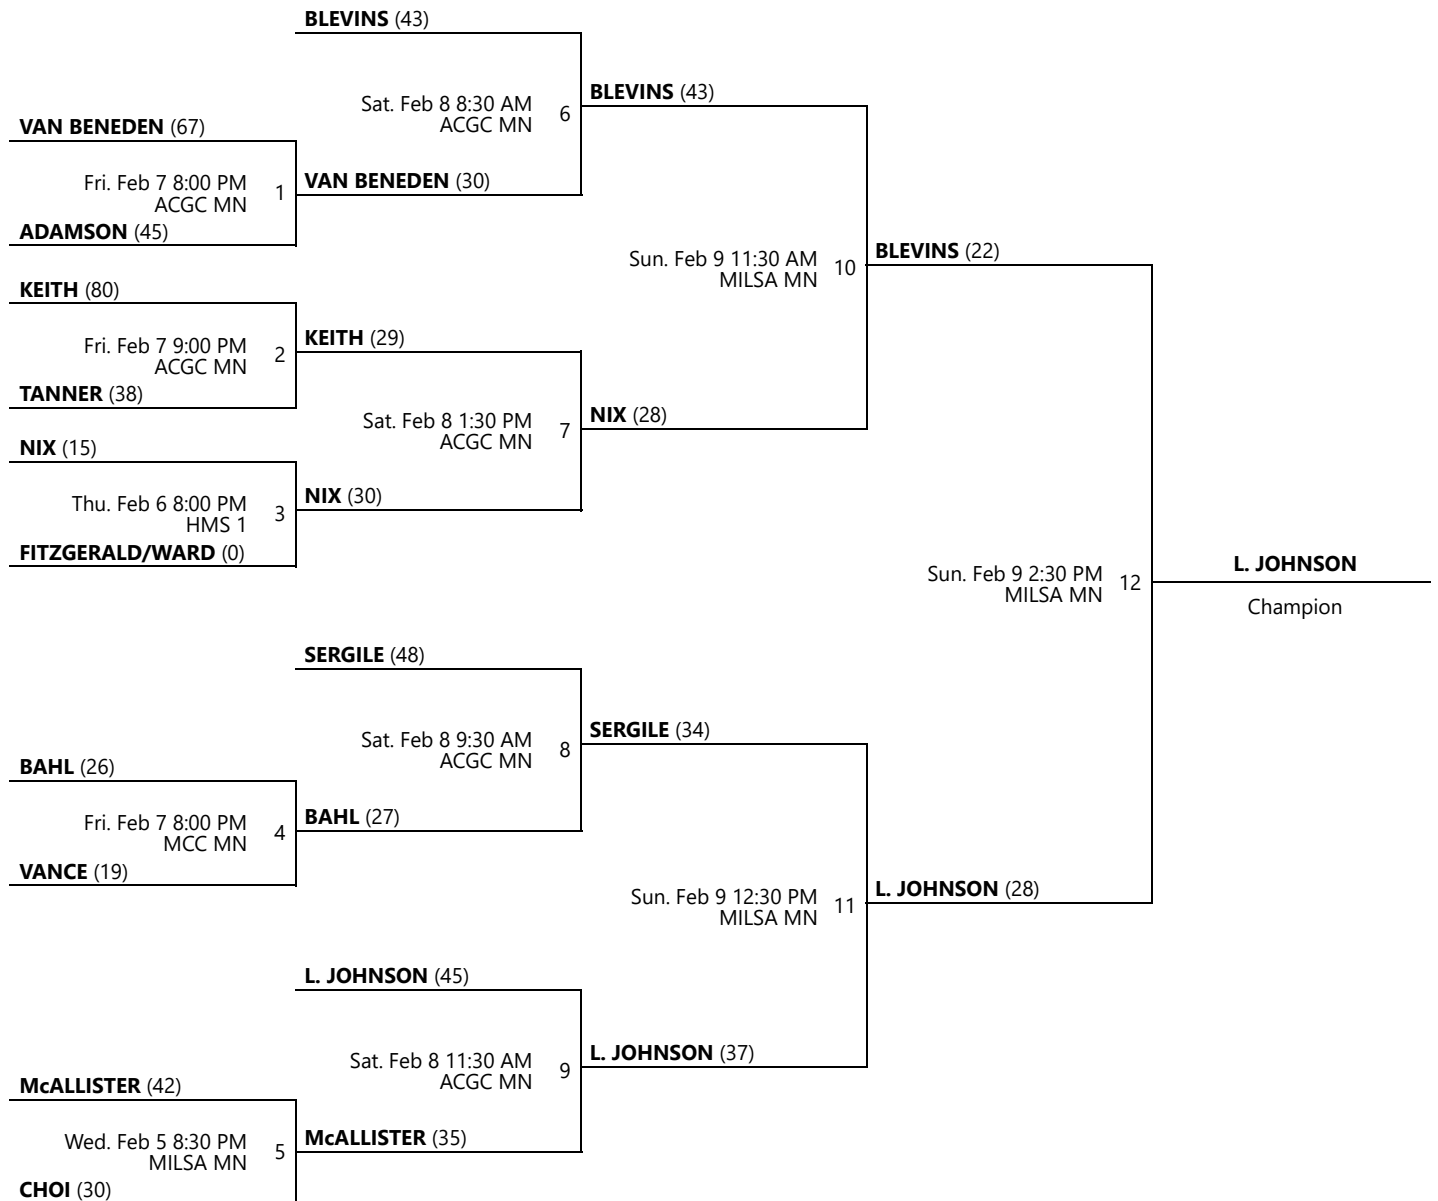 BLEVINS (43)
Sat. Feb 8 8:30 AM
ACGC MN
6
BLEVINS (43)
VAN BENEDEN (67)
Fri. Feb 7 8:00 PM
ACGC MN
1
VAN BENEDEN (30)
ADAMSON (45)
Sun. Feb 9 11:30 AM
MILSA MN
10
BLEVINS (22)
KEITH (80)
Fri. Feb 7 9:00 PM
ACGC MN
2
KEITH (29)
TANNER (38)
Sat. Feb 8 1:30 PM
ACGC MN
7
NIX (28)
NIX (15)
Thu. Feb 6 8:00 PM
HMS 1
3
NIX (30)
FITZGERALD/WARD (0)
Sun. Feb 9 2:30 PM
MILSA MN
12
L. JOHNSON
Champion
SERGILE (48)
Sat. Feb 8 9:30 AM
ACGC MN
8
SERGILE (34)
BAHL (26)
Fri. Feb 7 8:00 PM
MCC MN
4
BAHL (27)
VANCE (19)
Sun. Feb 9 12:30 PM
MILSA MN
11
L. JOHNSON (28)
L. JOHNSON (45)
Sat. Feb 8 11:30 AM
ACGC MN
9
L. JOHNSON (37)
McALLISTER (42)
Wed. Feb 5 8:30 PM
MILSA MN
5
McALLISTER (35)
CHOI (30)